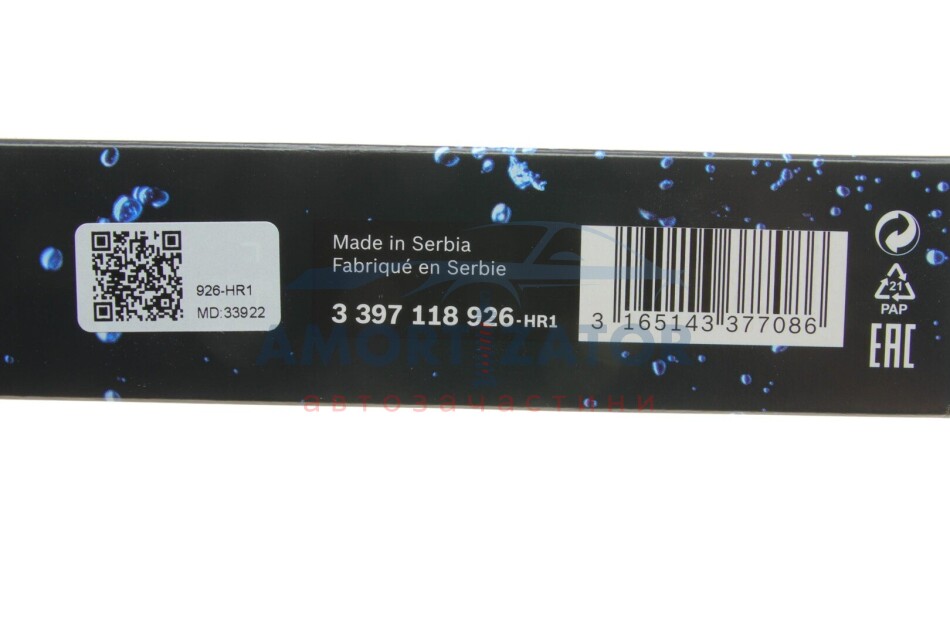 926-HR1
MD:33922
Made in Serbia
Fabriqué en Serbie
3 397 118 926-HR1
3 165143 377086
21
PAP
EAC
AMORTIZATOR
автозачастини